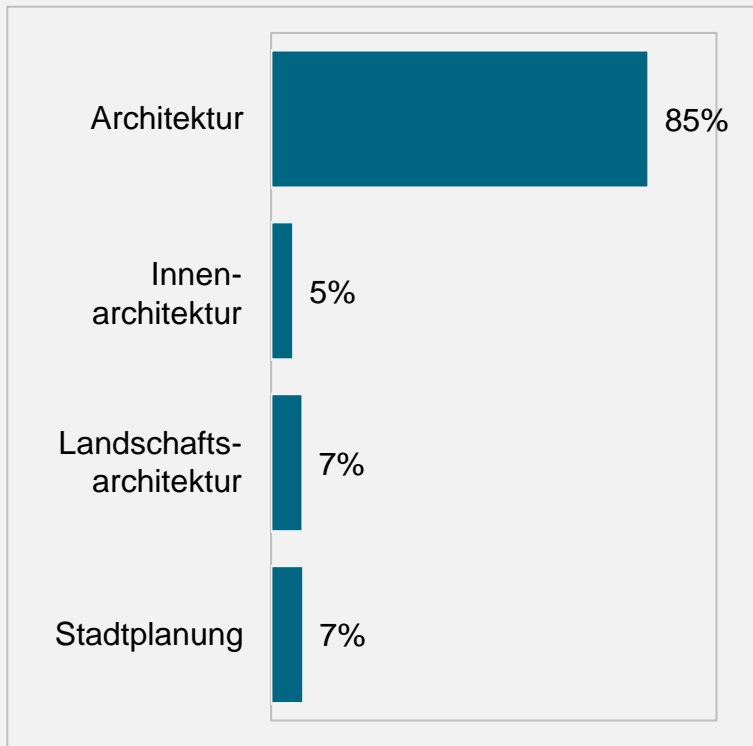 Architektur
85%
Innen-
architektur
5%
Landschafts-
architektur
7%
Stadtplanung
7%